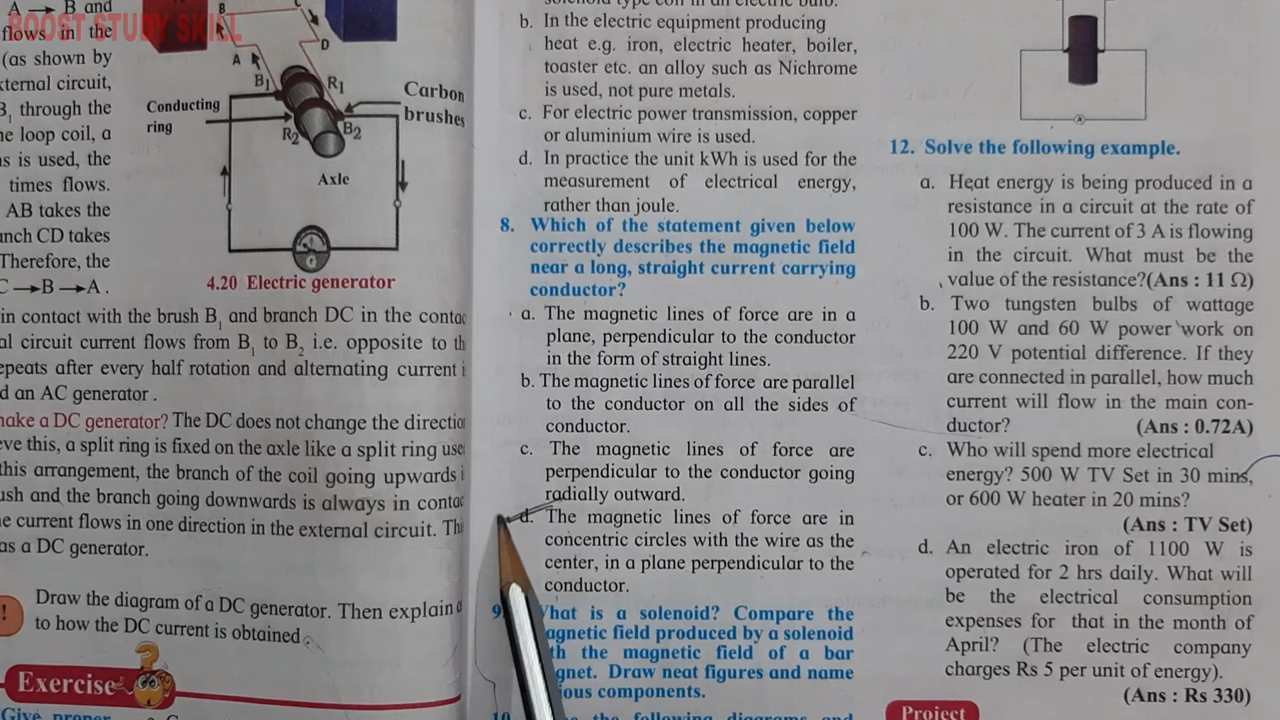 BOOST STUDY SKILL
A → B and
flows in the
(as shown by
external circuit,
B1 through the
the loop coil, a
is used, the
times flows.
AB takes the
branch CD takes
Therefore, the
C→B→A.
B
D
A
B1
R1
R2
B2
Conducting
ring
Carbon
brushes
Axle
G
4.20 Electric generator
in contact with the brush B1 and branch DC in the contac
al circuit current flows from B1 to B2 i.e. opposite to th
epeats after every half rotation and alternating current i
d an AC generator .
make a DC generator? The DC does not change the direction
eve this, a split ring is fixed on the axle like a split ring use
this arrangement, the branch of the coil going upwards i
ush and the branch going downwards is always in contac
e current flows in one direction in the external circuit. Thi
as a DC generator.
! Draw the diagram of a DC generator. Then explain a
to how the DC current is obtained.
Exercise
Give proper
solenoid type coil in an electric bulb.
b. In the electric equipment producing
heat e.g. iron, electric heater, boiler,
toaster etc. an alloy such as Nichrome
is used, not pure metals.
c. For electric power transmission, copper
or aluminium wire is used.
d. In practice the unit kWh is used for the
measurement of electrical energy,
rather than joule.
8. Which of the statement given below
correctly describes the magnetic field
near a long, straight current carrying
conductor?
a. The magnetic lines of force are in a
plane, perpendicular to the conductor
in the form of straight lines.
b. The magnetic lines of force are parallel
to the conductor on all the sides of
conductor.
c. The magnetic lines of force are
perpendicular to the conductor going
radially outward.
d. The magnetic lines of force are in
concentric circles with the wire as the
center, in a plane perpendicular to the
conductor.
9. What is a solenoid? Compare the
agnetic field produced by a solenoid
th the magnetic field of a bar
gnet. Draw neat figures and name
ious components.
10. the following diagrams and
12. Solve the following example.
a. Heat energy is being produced in a
resistance in a circuit at the rate of
100 W. The current of 3 A is flowing
in the circuit. What must be the
value of the resistance?(Ans : 11 Ω)
b. Two tungsten bulbs of wattage
100 W and 60 W power work on
220 V potential difference. If they
are connected in parallel, how much
current will flow in the main con-
ductor? (Ans : 0.72A)
c. Who will spend more electrical
energy? 500 W TV Set in 30 mins,
or 600 W heater in 20 mins?
(Ans : TV Set)
d. An electric iron of 1100 W is
operated for 2 hrs daily. What will
be the electrical consumption
expenses for that in the month of
April? (The electric company
charges Rs 5 per unit of energy).
(Ans : Rs 330)
Project